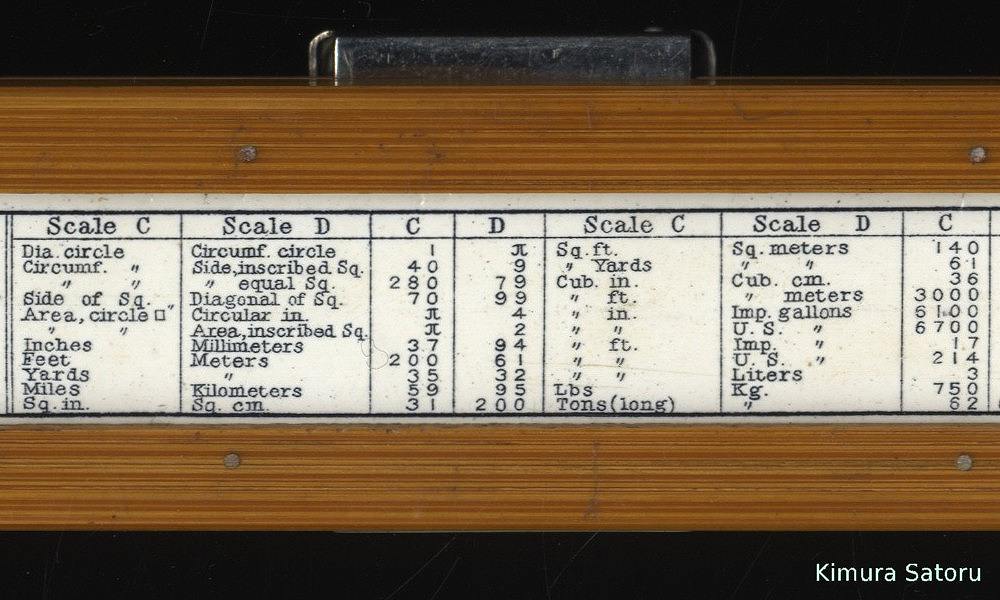 Scale C Scale D C D Scale C Scale D C
Dia. circle Circumf. circle 1 π Sq. ft. Sq. meters 140
Circumf. " Side, inscribed Sq. 40 9 " Yards " " 61
" " " equal Sq. 280 79 Cub. in. Cub. cm. 36
Side of Sq. Diagonal of Sq. 70 99 " ft. " meters 3000
Area, circle □" Circular in. π 4 " in. Imp. gallons 6100
" " Area, inscribed Sq. π 2 " " U. S. " 6700
Inches Millimeters 37 94 " ft. Imp. " 17
Feet Meters 200 61 " " U. S. " 214
Yards " 35 32 " " Liters 3
Miles Kilometers 59 95 Lbs Kg. 750
Sq. in. Sq. cm. 31 200 Tons (long) " 62
Kimura Satoru